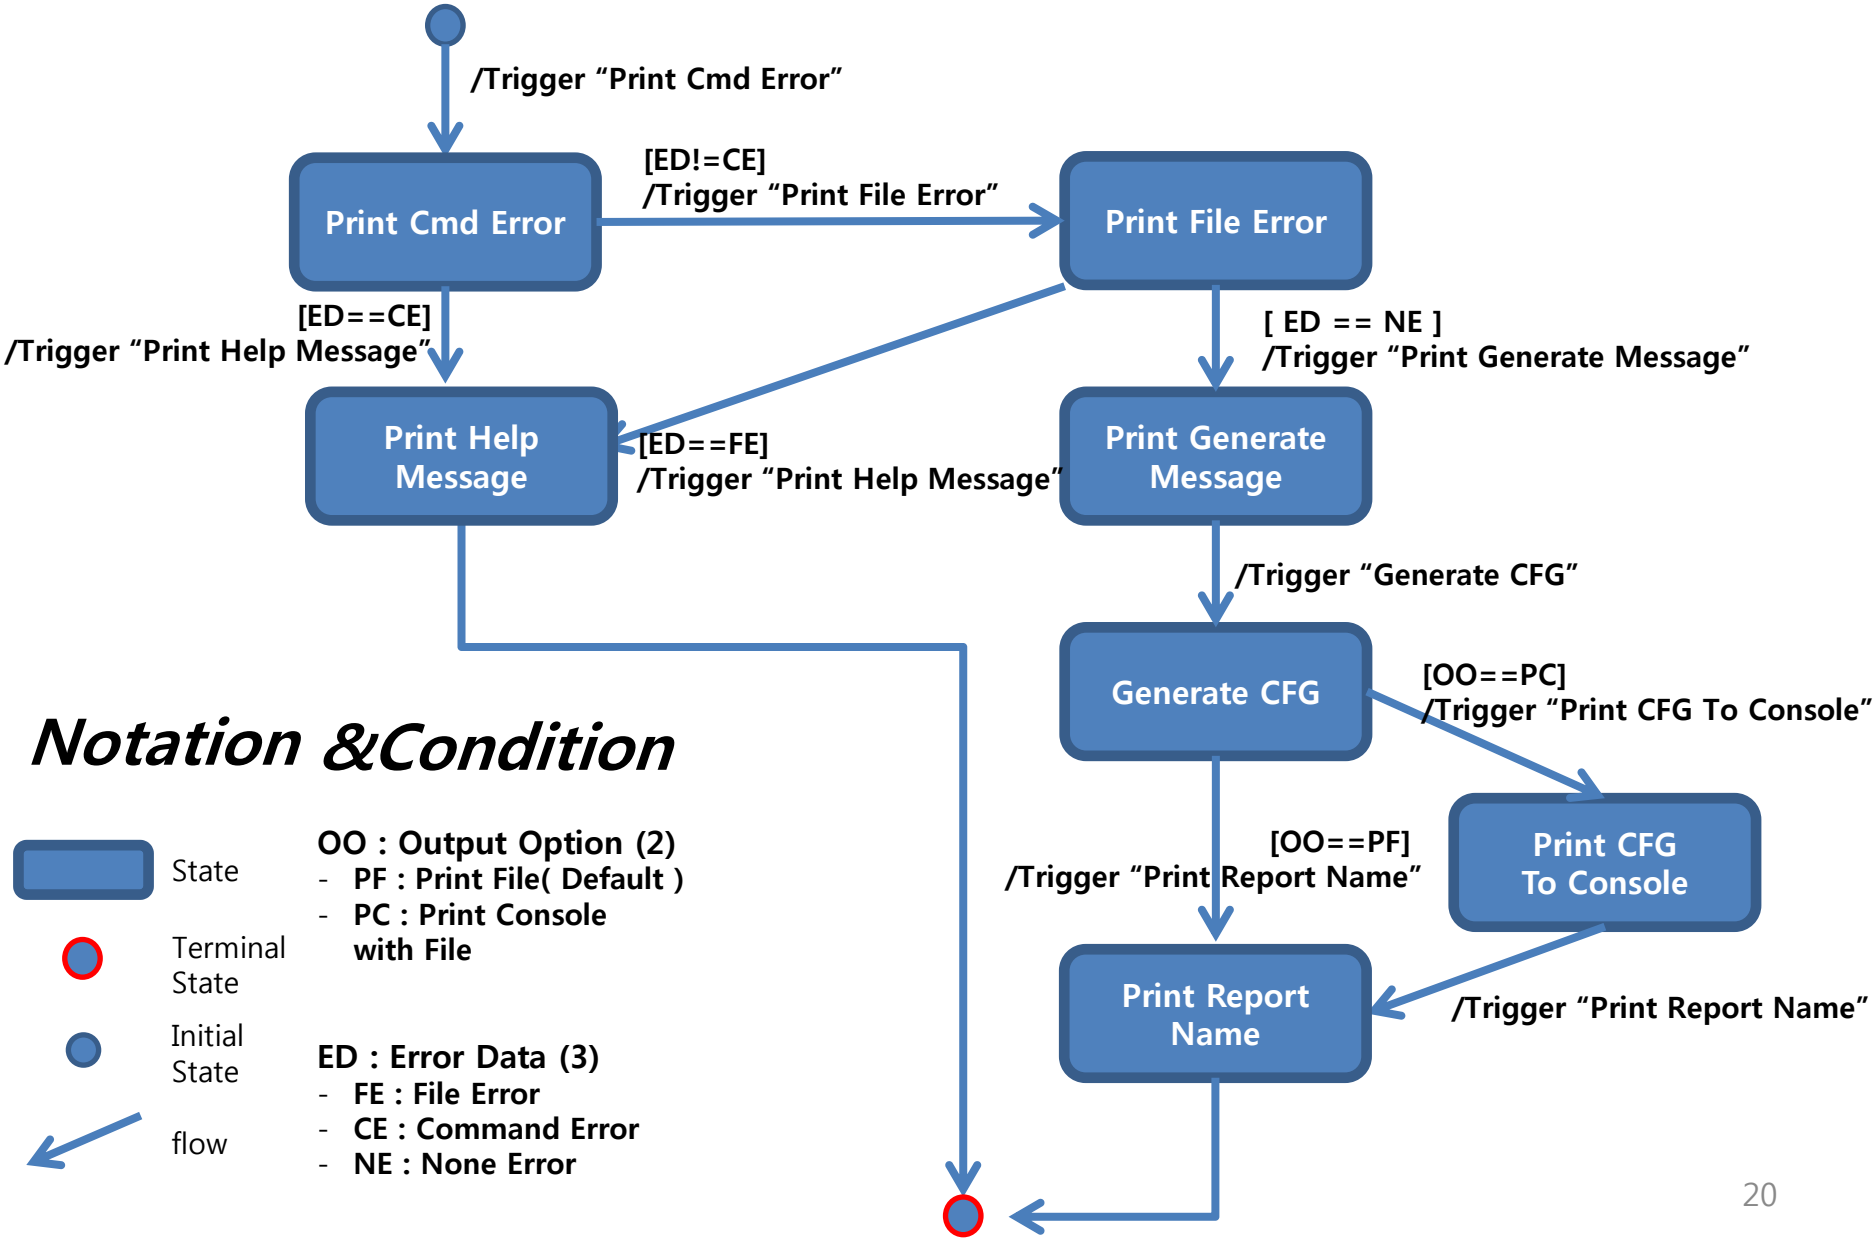 /Trigger “Print Cmd Error”
[ED!=CE]
/Trigger “Print File Error”
Print Cmd Error
Print File Error
[ED==CE]
/Trigger “Print Help Message”
[ ED == NE ]
/Trigger “Print Generate Message”
Print Help
Message
[ED==FE]
/Trigger “Print Help Message”
Print Generate
Message
/Trigger “Generate CFG”
Generate CFG
[OO==PC]
/Trigger “Print CFG To Console”
[OO==PF]
/Trigger “Print Report Name”
Print CFG
To Console
Print Report
Name
/Trigger “Print Report Name”
Notation &Condition
State
Terminal
State
Initial
State
flow
OO : Output Option (2)
- PF : Print File( Default )
- PC : Print Console
with File
ED : Error Data (3)
- FE : File Error
- CE : Command Error
- NE : None Error
20